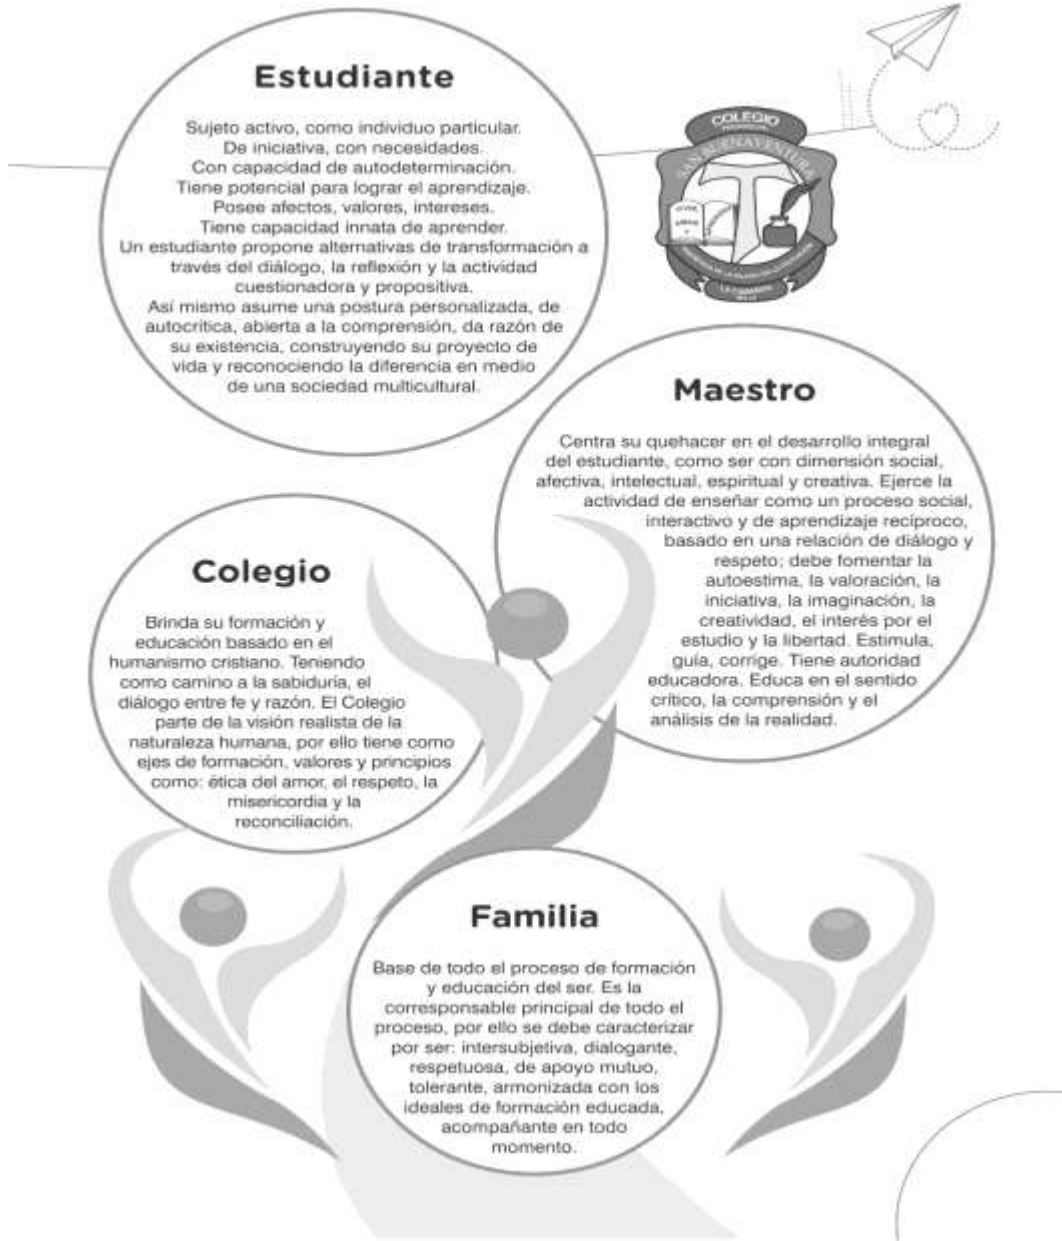 Estudiante
Sujeto activo, como individuo particular.
De iniciativa, con necesidades.
Con capacidad de autodeterminación.
Tiene potencial para lograr el aprendizaje.
Posee afectos, valores, intereses.
Tiene capacidad innata de aprender.
Un estudiante propone alternativas de transformación a
través del diálogo, la reflexión y la actividad
cuestionadora y propositiva.
Así mismo asume una postura personalizada, de
autocrítica, abierta a la comprensión, da razón de
su existencia, construyendo su proyecto de
vida y reconociendo la diferencia en medio
de una sociedad multicultural.
COLEGIO
SAN BUENAVENTURA
Maestro
Centra su quehacer en el desarrollo integral
del estudiante, como ser con dimensión social,
afectiva, intelectual, espiritual y creativa. Ejerce la
actividad de enseñar como un proceso social,
interactivo y de aprendizaje recíproco,
basado en una relación de diálogo y
respeto; debe fomentar la
autoestima, la valoración, la
iniciativa, la imaginación, la
creatividad, el interés por el
estudio y la libertad. Estimula,
guía, corrige. Tiene autoridad
educadora. Educa en el sentido
crítico, la comprensión y el
análisis de la realidad.
Colegio
Brinda su formación y
educación basado en el
humanismo cristiano. Teniendo
como camino a la sabiduría, el
diálogo entre fe y razón. El Colegio
parte de la visión realista de la
naturaleza humana, por ello tiene como
ejes de formación, valores y principios
como: ética del amor, el respeto, la
misericordia y la
reconciliación.
Familia
Base de todo el proceso de formación
y educación del ser. Es la
corresponsable principal de todo el
proceso, por ello se debe caracterizar
por ser: intersubjetiva, dialogante,
respetuosa, de apoyo mutuo,
tolerante, armonizada con los
ideales de formación educada,
acompañante en todo
momento.